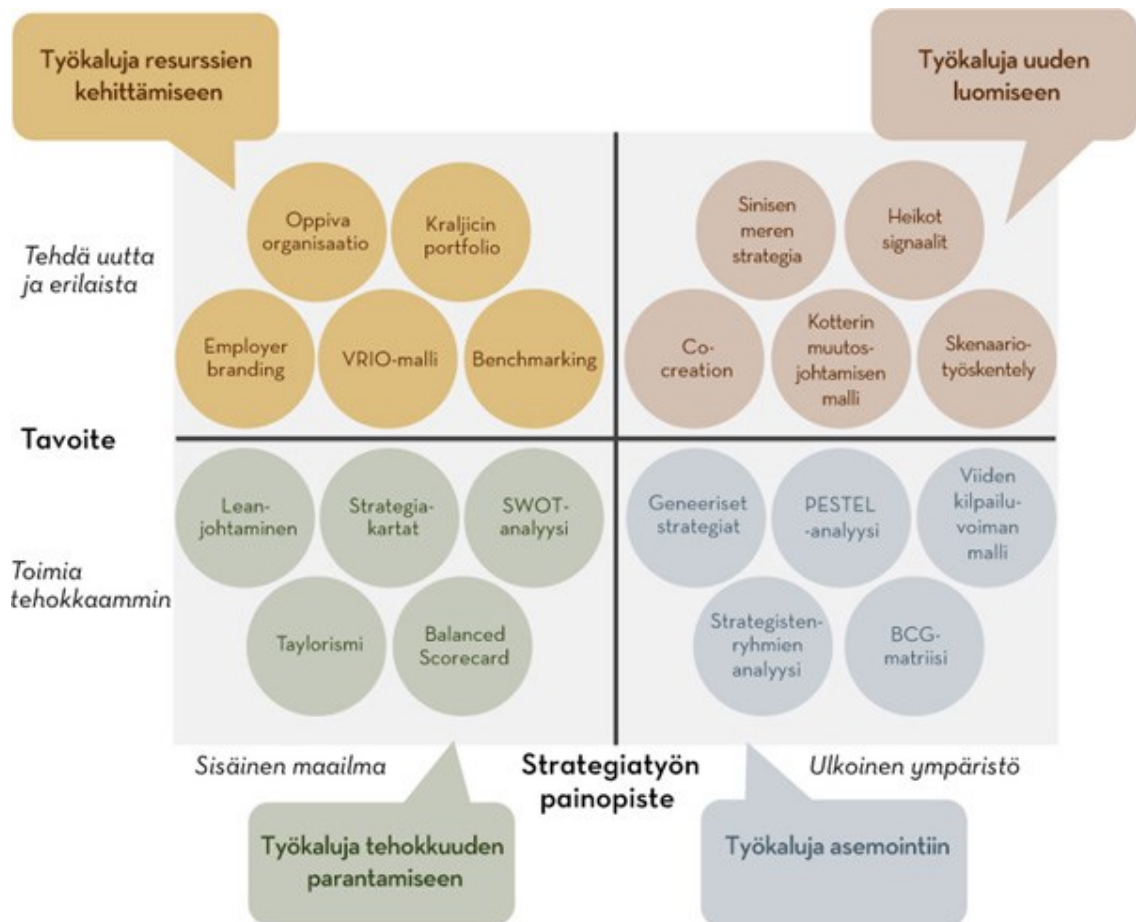 Työkaluja resurssien
kehittämiseen
Työkaluja uuden
luomiseen
Tehdä uutta
ja erilaista
Oppiva
organisaatio
Kraljicin
portfolio
Employer
branding
VRIO-malli
Benchmarking
Sinisen
meren
strategia
Heikot
signaalit
Co-
creation
Kotterin
muutos-
johtamisen
malli
Skenaario-
työskentely
Tavoite
Toimia
tehokkaammin
Lean-
johtaminen
Strategia-
kartat
SWOT-
analyysi
Taylorismi
Balanced
Scorecard
Geneeriset
strategiat
PESTEL
-analyysi
Viiden
kilpailu-
voiman
malli
Strategisten-
ryhmien
analyysi
BCG-
matriisi
Sisäinen maailma
Strategiatyön
painopiste
Ulkoinen ympäristö
Työkaluja tehokkuuden
parantamiseen
Työkaluja asemointiin